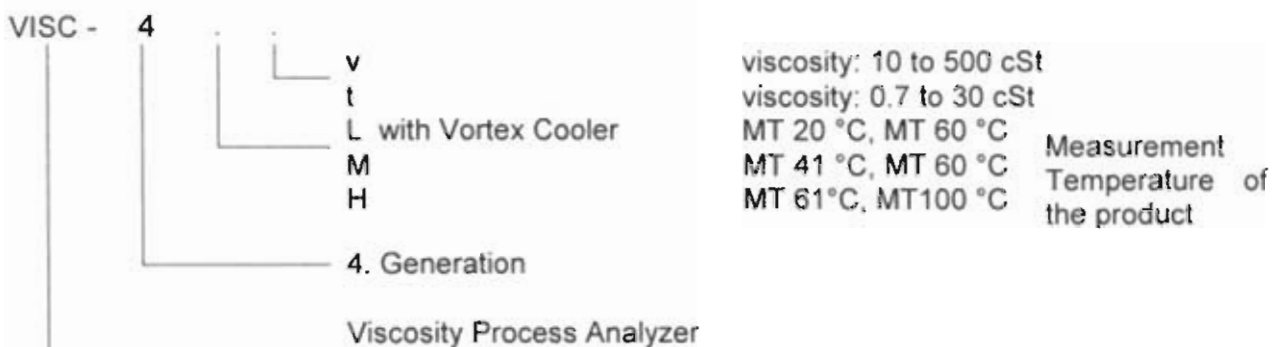 VISC - 4 . .
v viscosity: 10 to 500 cSt
t viscosity: 0.7 to 30 cSt
L with Vortex Cooler MT 20 °C, MT 60 °C
M MT 41 °C, MT 60 °C
H MT 61°C, MT100 °C
Measurement
Temperature of
the product
4. Generation
Viscosity Process Analyzer